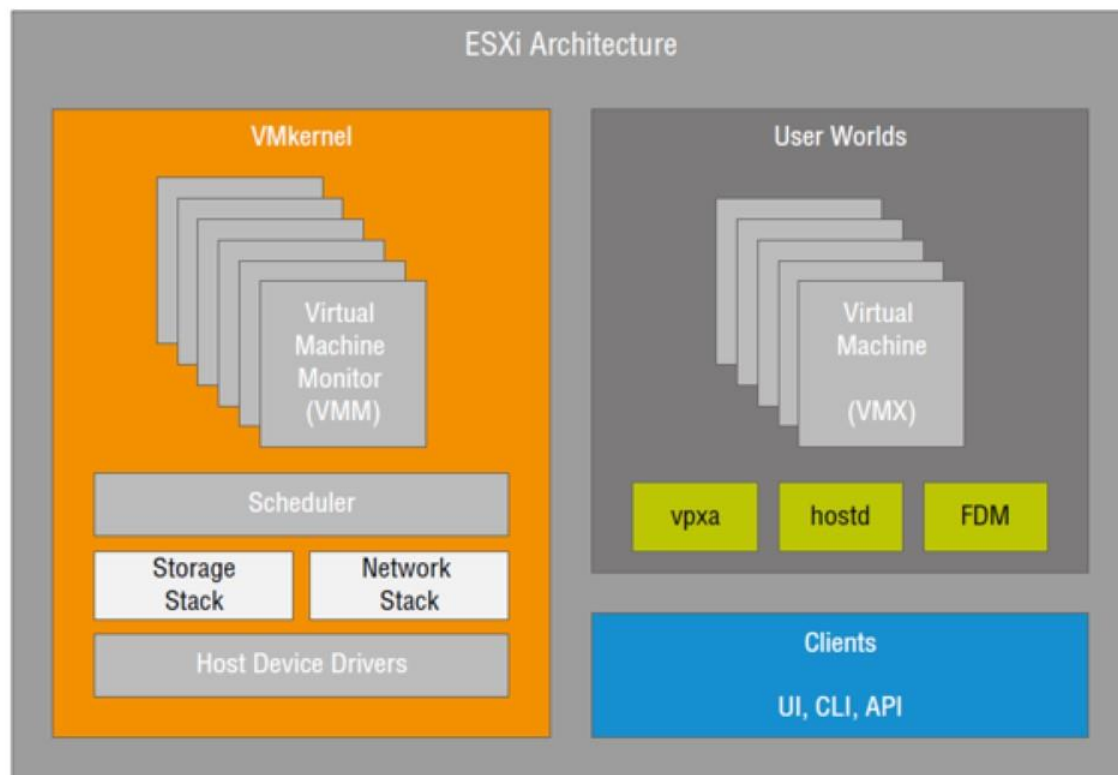 ESXi Architecture
VMkernel
Virtual
Machine
Monitor
(VMM)
Scheduler
Storage
Stack
Network
Stack
Host Device Drivers
User Worlds
Virtual
Machine
(VMX)
vpxa
hostd
FDM
Clients
UI, CLI, API